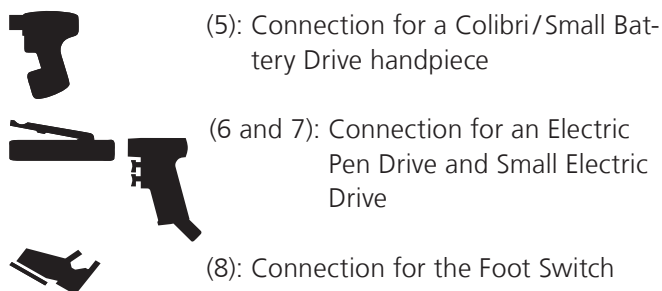 (5): Connection for a Colibri/Small Bat-
tery Drive handpiece
(6 and 7): Connection for an Electric
Pen Drive and Small Electric
Drive
(8): Connection for the Foot Switch